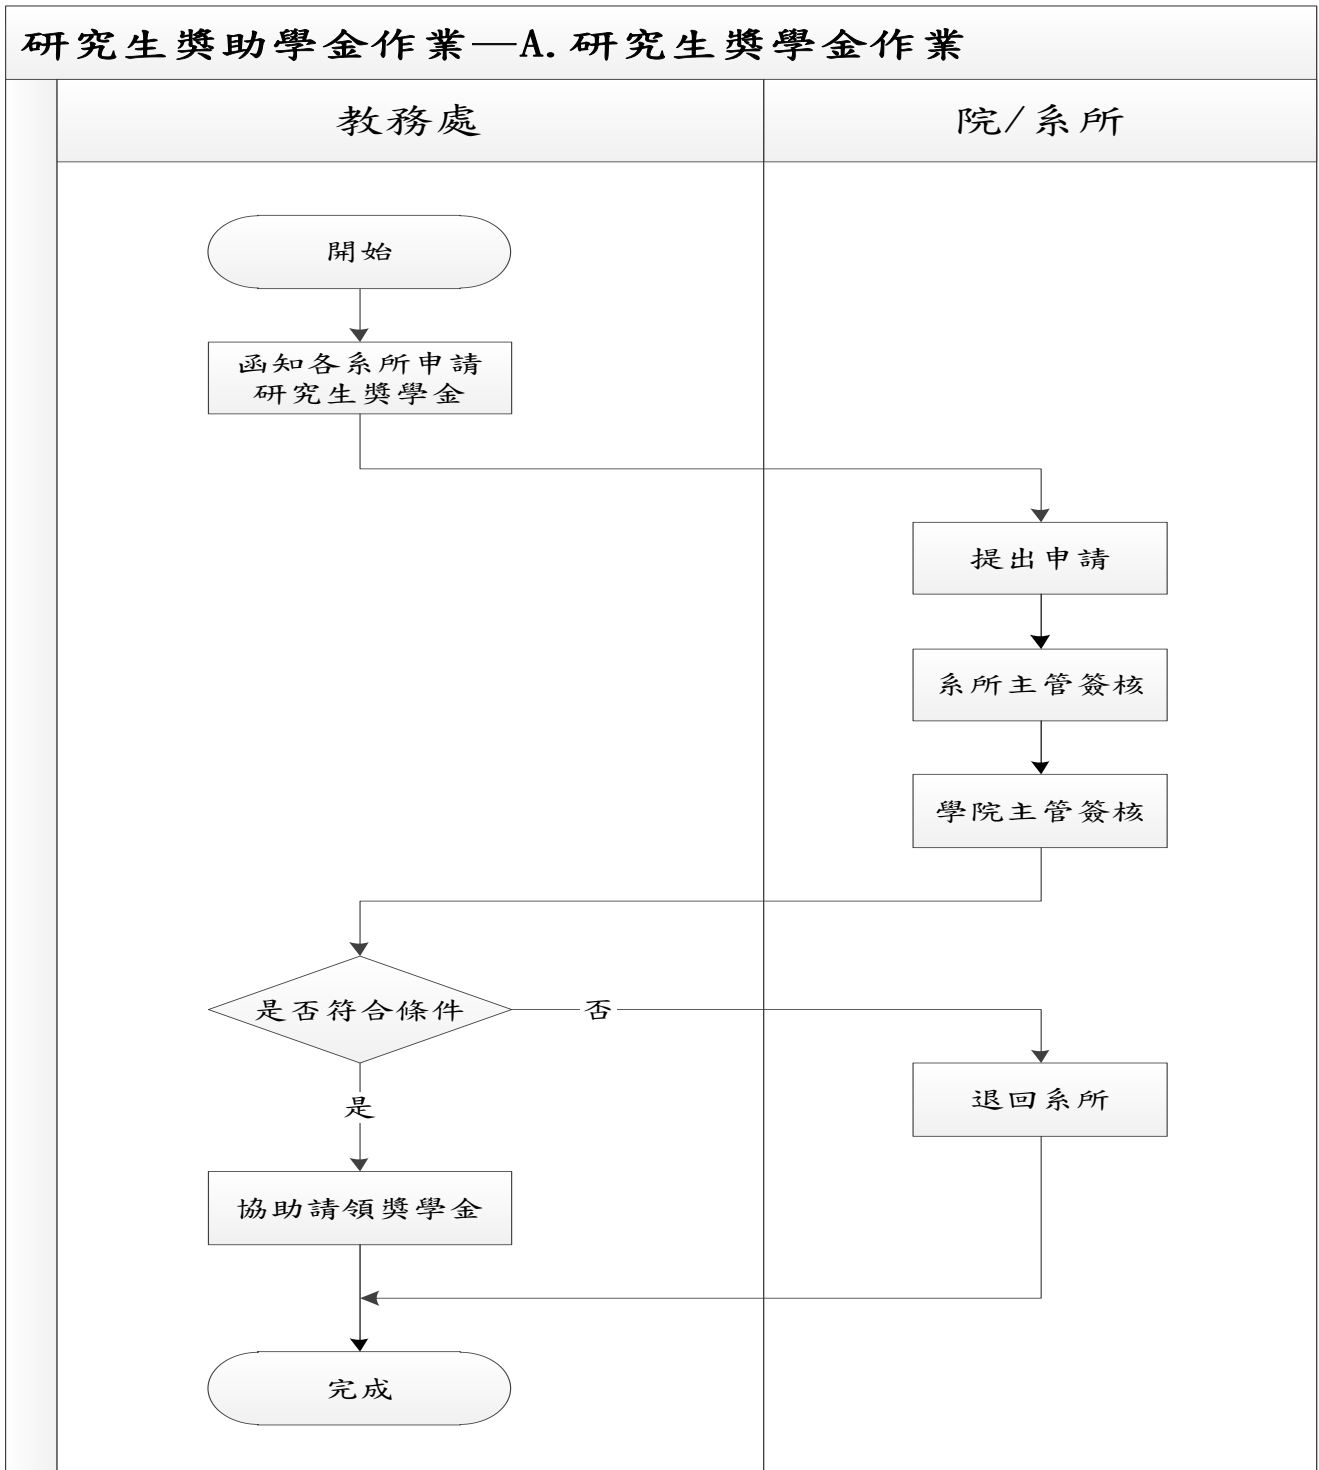 研究生獎助學金作業—A.研究生獎學金作業
教務處
院/系所
開始
函知各系所申請
研究生獎學金
提出申請
系所主管簽核
學院主管簽核
是否符合條件
否
是
退回系所
協助請領獎學金
完成